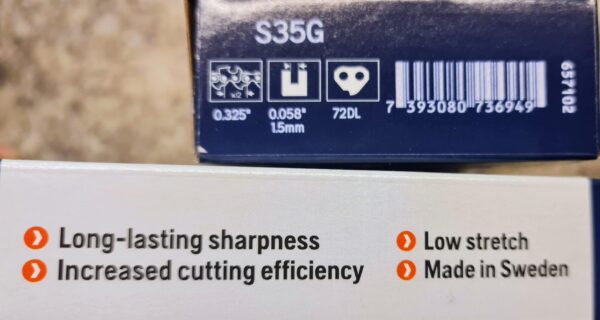 S35G
x12
0.325" 0.058" 72DL
1.5mm
7 393080 736949
657102
Long-lasting sharpness
Increased cutting efficiency
Low stretch
Made in Sweden